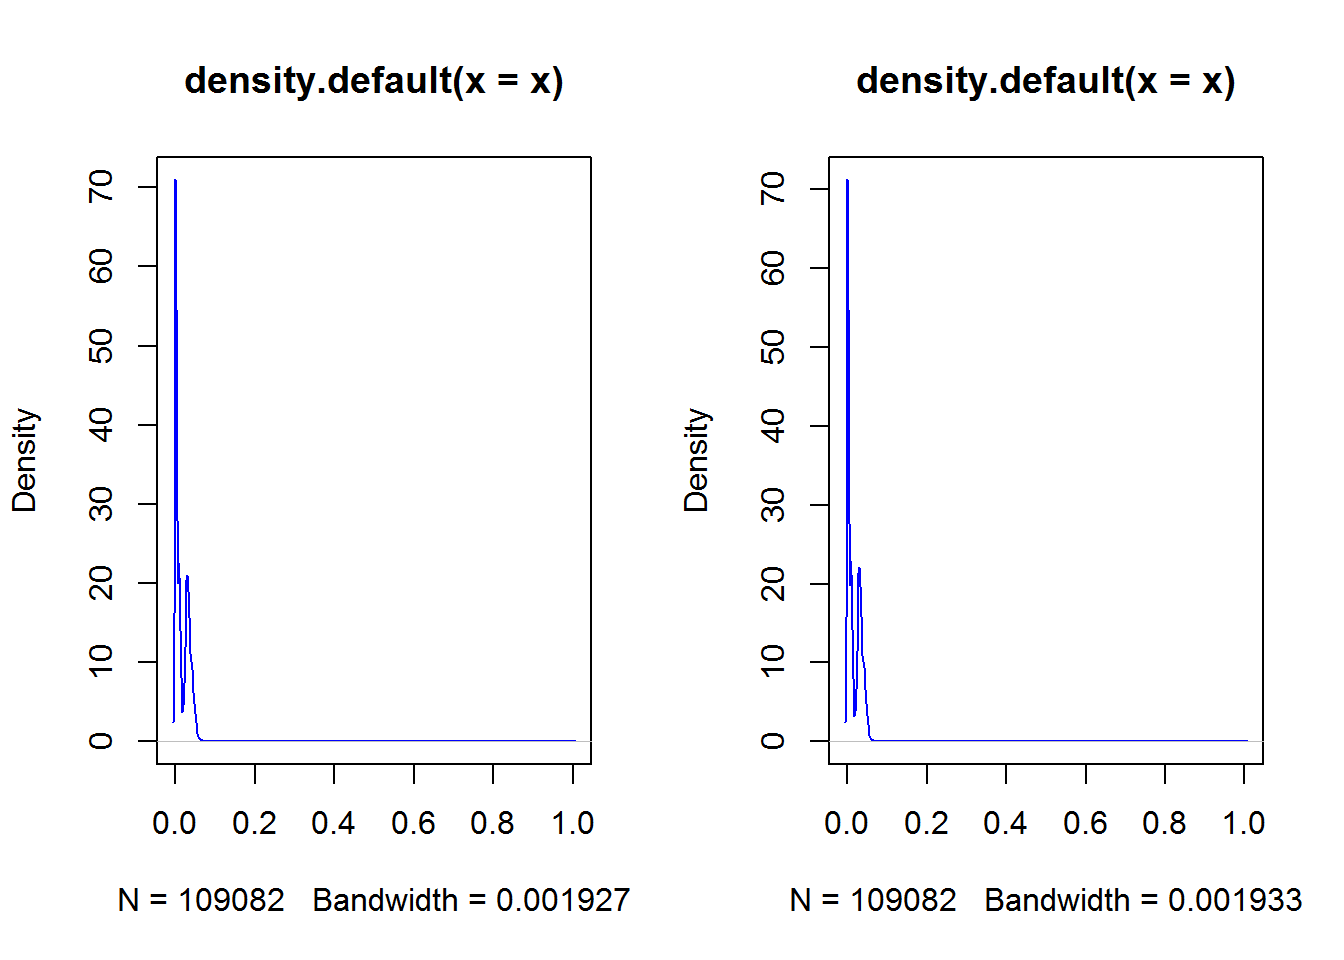 density.default(x = x)
Density
70
60
50
40
30
20
10
0
0.0 0.2 0.4 0.6 0.8 1.0
N = 109082 Bandwidth = 0.001927
density.default(x = x)
Density
70
60
50
40
30
20
10
0
0.0 0.2 0.4 0.6 0.8 1.0
N = 109082 Bandwidth = 0.001933